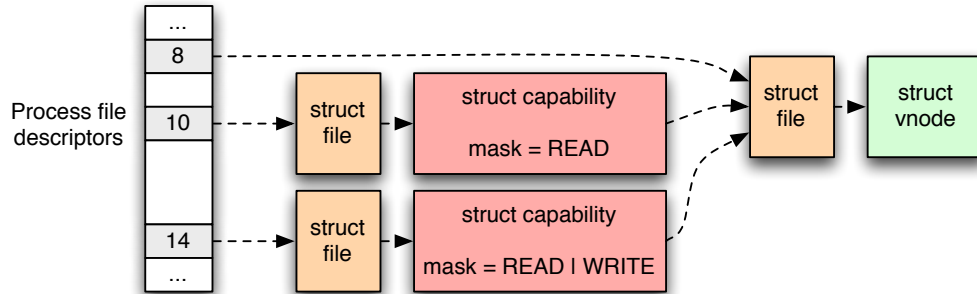 ...
8
Process file
descriptors
10
14
...
struct
file
struct capability
mask = READ
struct
file
struct capability
mask = READ | WRITE
struct
file
struct
vnode